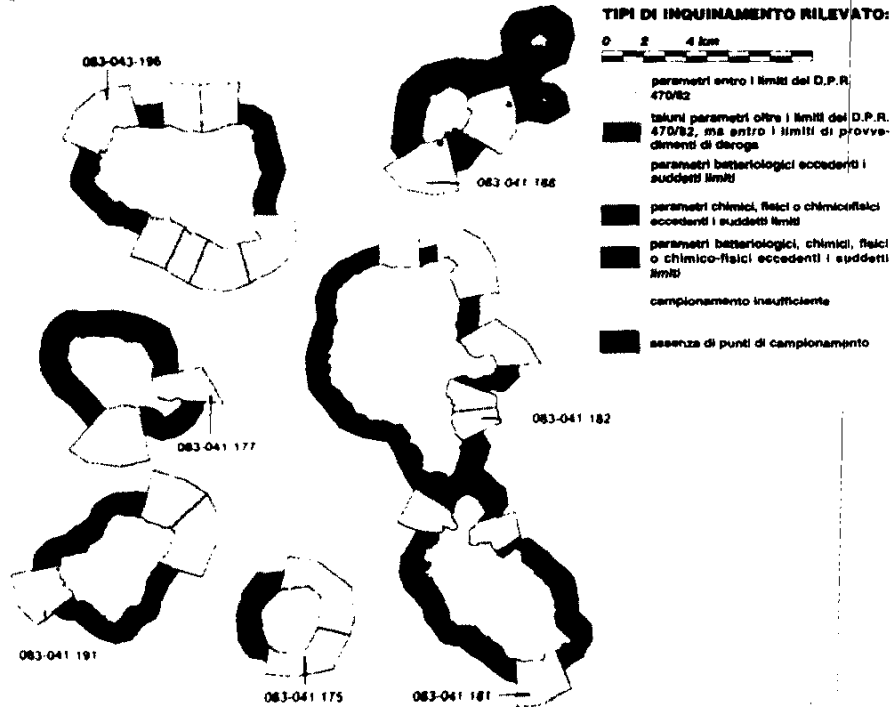 TIPI DI INQUINAMENTO RILEVATO:
0 2 4 km
parametri entro i limiti del D.P.R.
470/82
taluni parametri oltre i limiti del D.P.R.
470/82, ma entro i limiti di provve-
dimenti di deroga
parametri batteriologici eccedenti i
suddetti limiti
parametri chimici, fisici o chimico-fisici
eccedenti i suddetti limiti
parametri batteriologici, chimici, fisici
o chimico-fisici eccedenti i suddetti
limiti
campionamento insufficiente
assenza di punti di campionamento
083-043-196
083-041 188
083-041 177
083-041 182
083-041 191
083-041 175
083-041 181